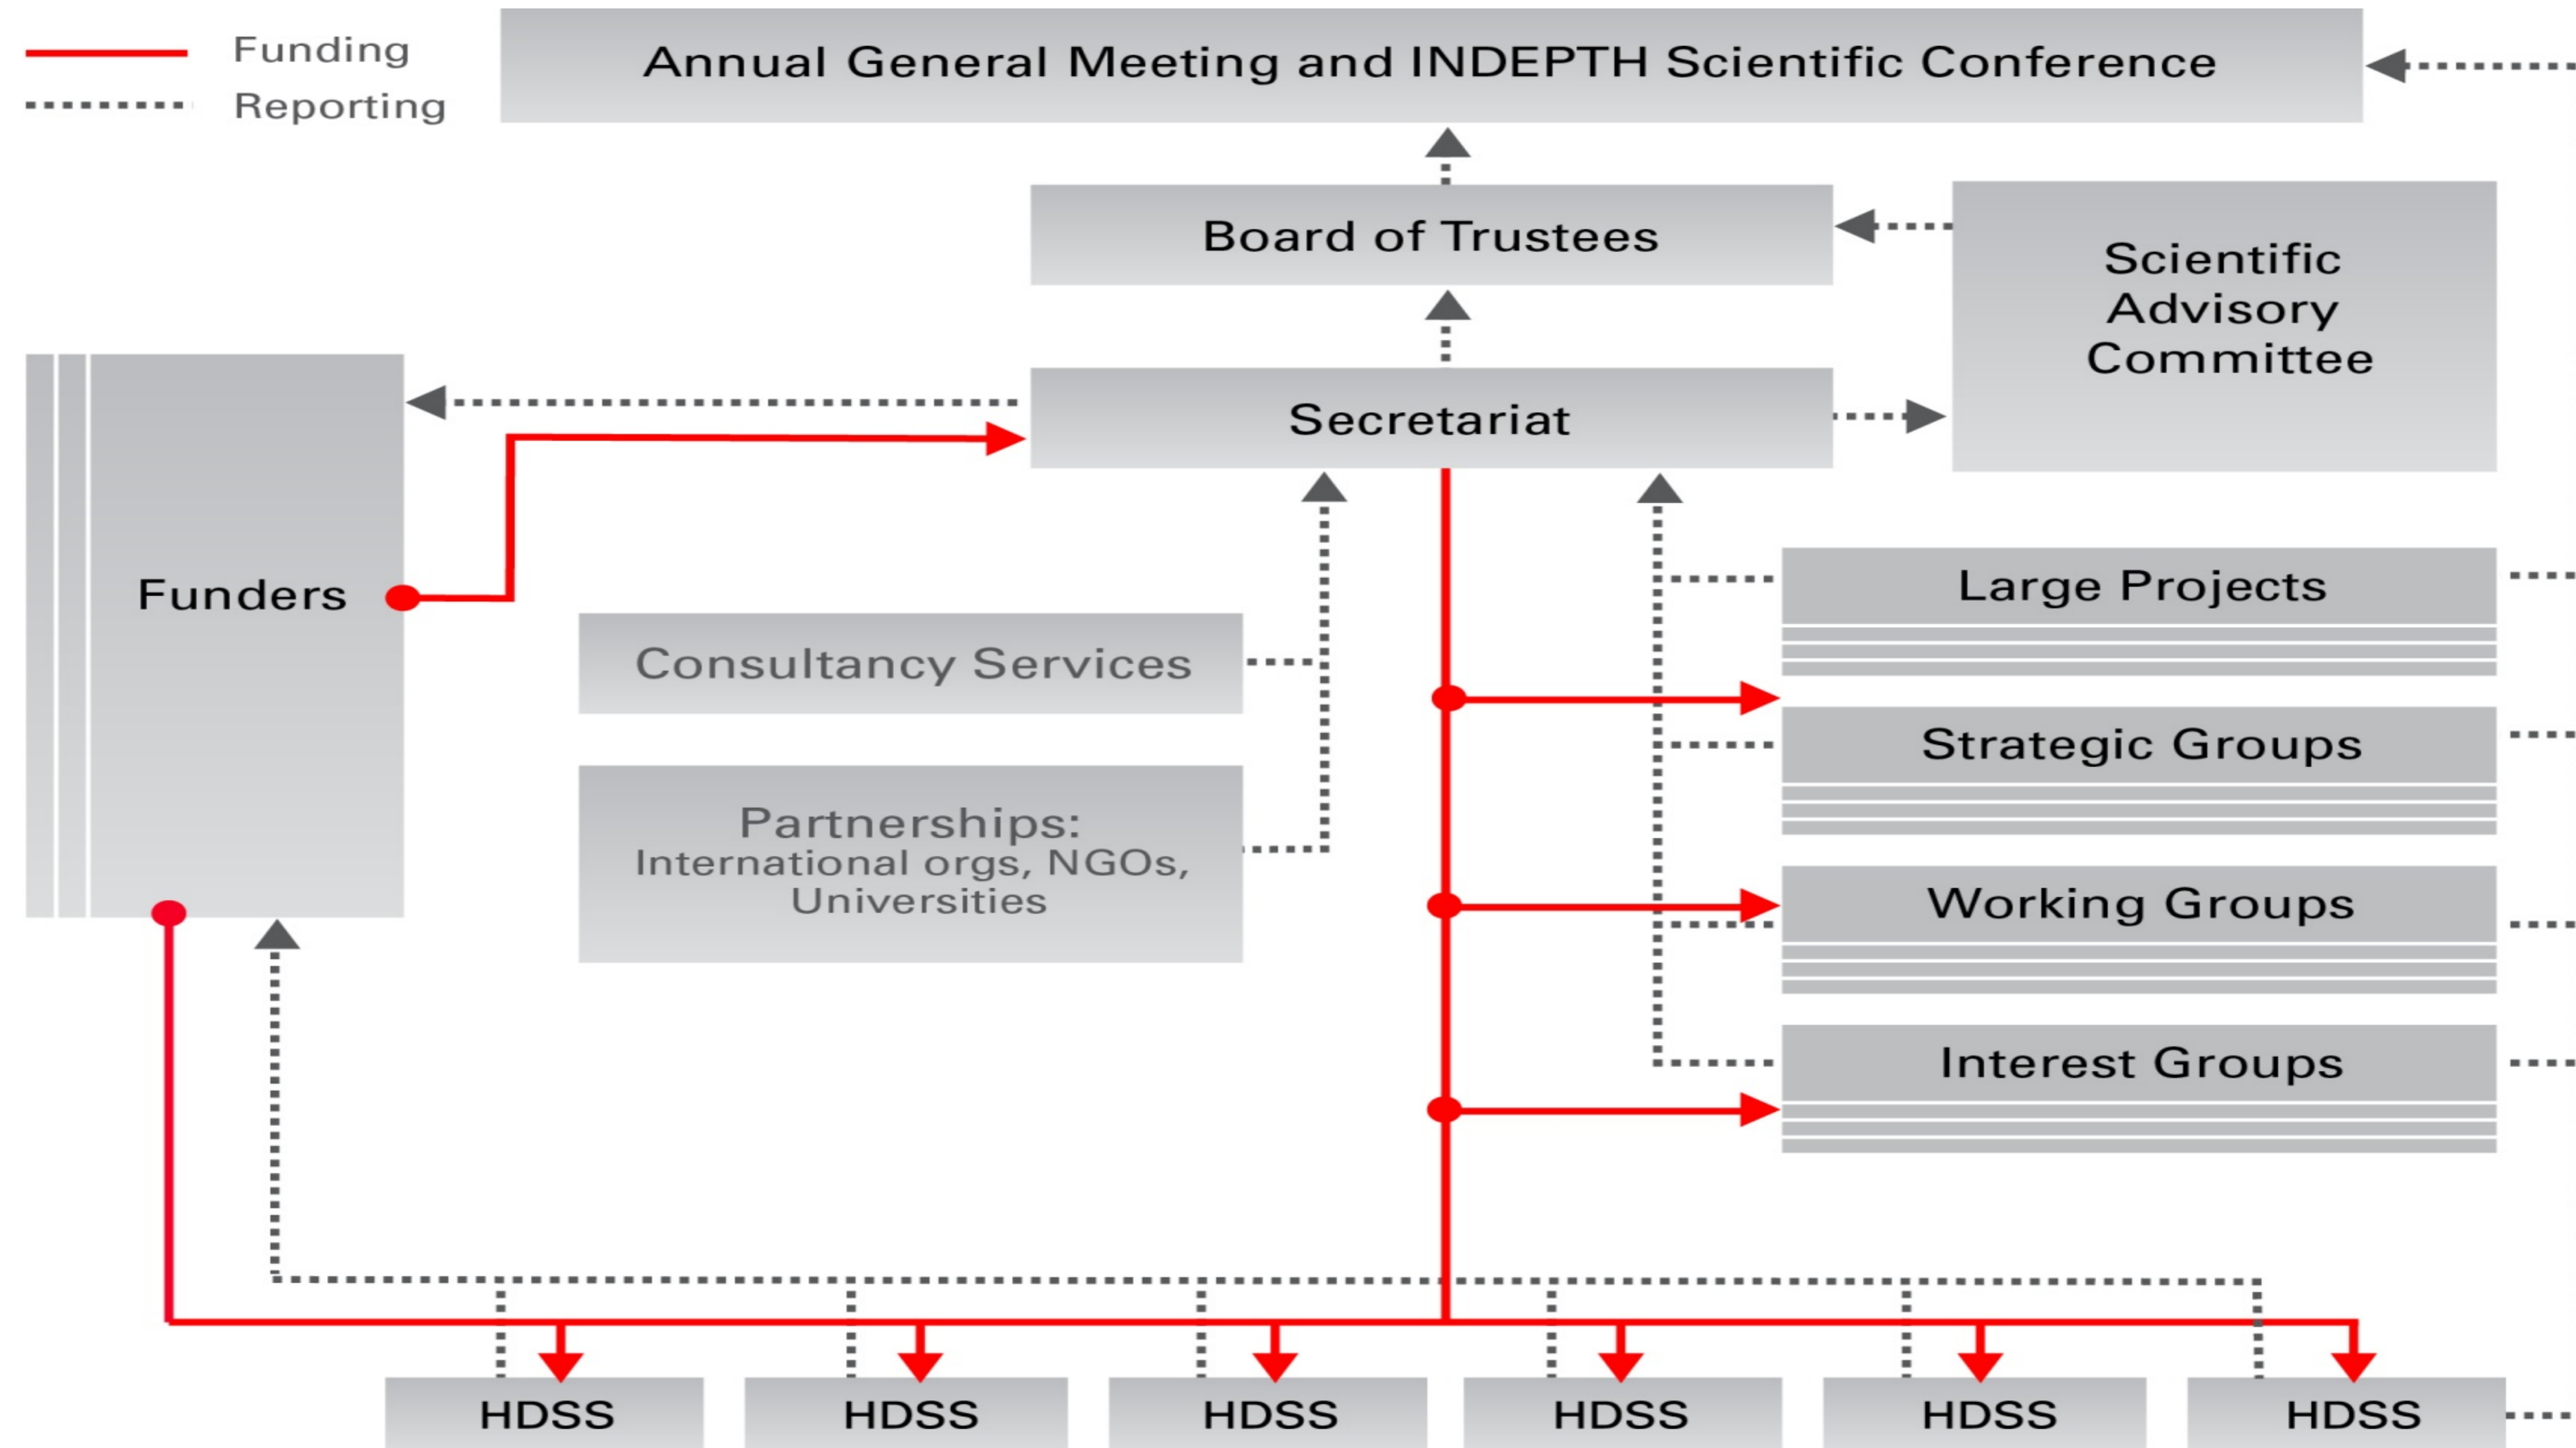 Funding
Reporting
Annual General Meeting and INDEPTH Scientific Conference
Board of Trustees
Scientific
Advisory
Committee
Secretariat
Funders
Consultancy Services
Partnerships:
International orgs, NGOs,
Universities
Large Projects
Strategic Groups
Working Groups
Interest Groups
HDSS
HDSS
HDSS
HDSS
HDSS
HDSS